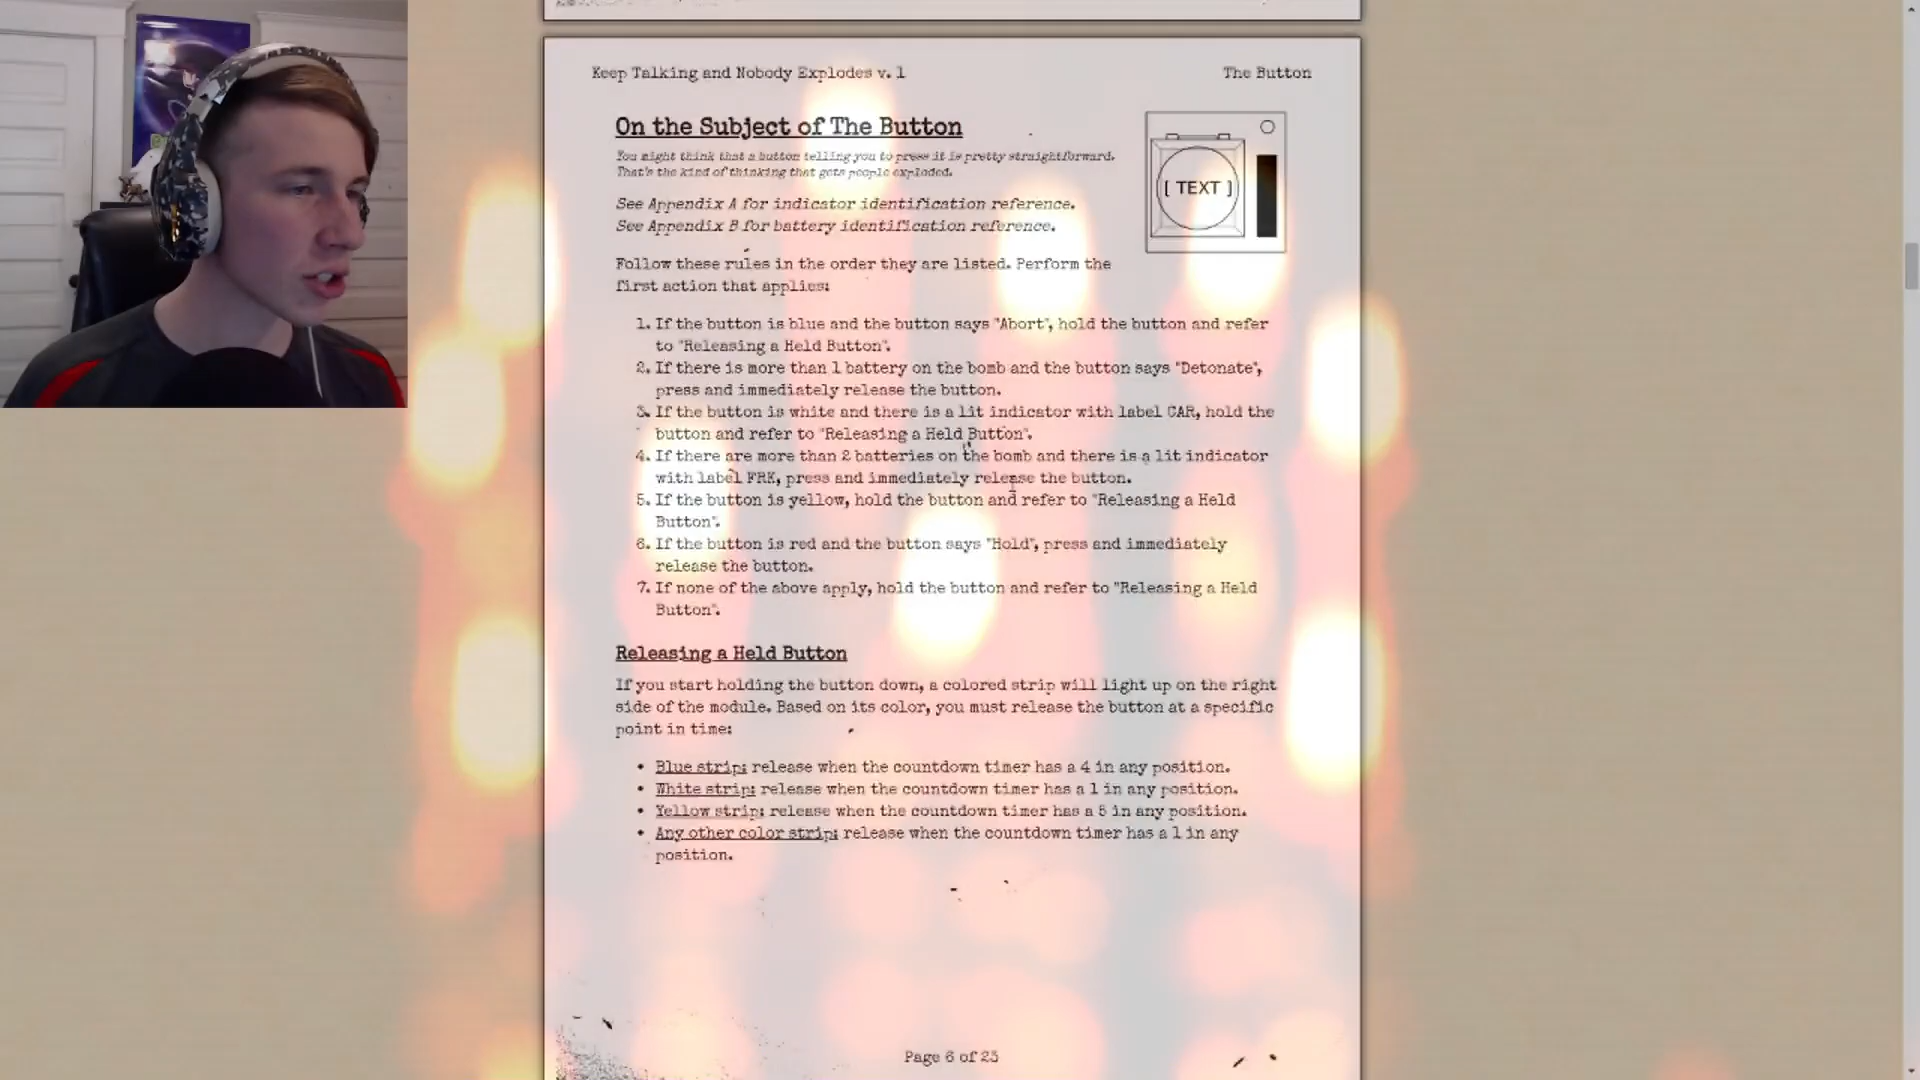 Keep Talking and Nobody Explodes v. 1
The Button
On the Subject of The Button
You might think that a button telling you to press it is pretty straightforward.
That's the kind of thinking that gets people exploded.
[ TEXT ]
See Appendix A for indicator identification reference.
See Appendix B for battery identification reference.
Follow these rules in the order they are listed. Perform the
first action that applies:
1. If the button is blue and the button says "Abort", hold the button and refer
to "Releasing a Held Button".
2. If there is more than 1 battery on the bomb and the button says "Detonate",
press and immediately release the button.
3. If the button is white and there is a lit indicator with label CAR, hold the
button and refer to "Releasing a Held Button".
4. If there are more than 2 batteries on the bomb and there is a lit indicator
with label FRK, press and immediately release the button.
5. If the button is yellow, hold the button and refer to "Releasing a Held
Button".
6. If the button is red and the button says "Hold", press and immediately
release the button.
7. If none of the above apply, hold the button and refer to "Releasing a Held
Button".
Releasing a Held Button
If you start holding the button down, a colored strip will light up on the right
side of the module. Based on its color, you must release the button at a specific
point in time:
• Blue strip: release when the countdown timer has a 4 in any position.
• White strip: release when the countdown timer has a 1 in any position.
• Yellow strip: release when the countdown timer has a 5 in any position.
• Any other color strip: release when the countdown timer has a 1 in any
position.
Page 6 of 23